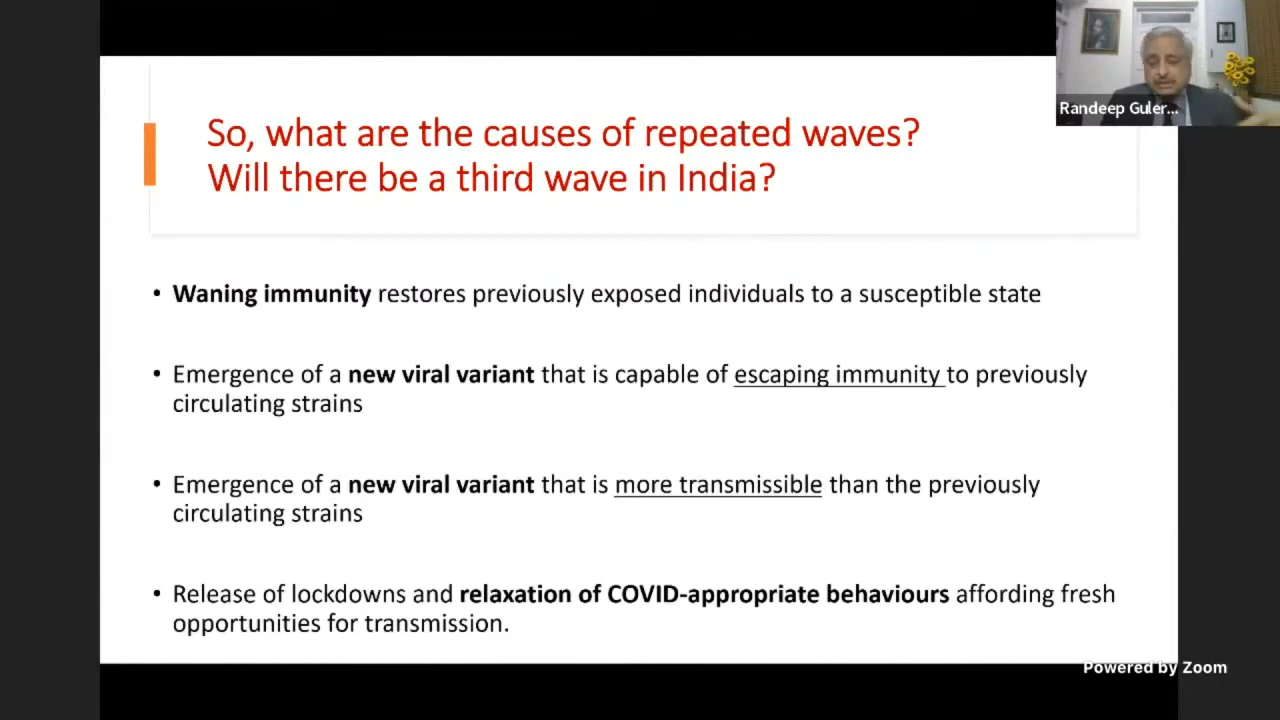 Randeep Guler...
So, what are the causes of repeated waves?
Will there be a third wave in India?
• Waning immunity restores previously exposed individuals to a susceptible state
• Emergence of a new viral variant that is capable of escaping immunity to previously
circulating strains
• Emergence of a new viral variant that is more transmissible than the previously
circulating strains
• Release of lockdowns and relaxation of COVID-appropriate behaviours affording fresh
opportunities for transmission.
Powered by Zoom